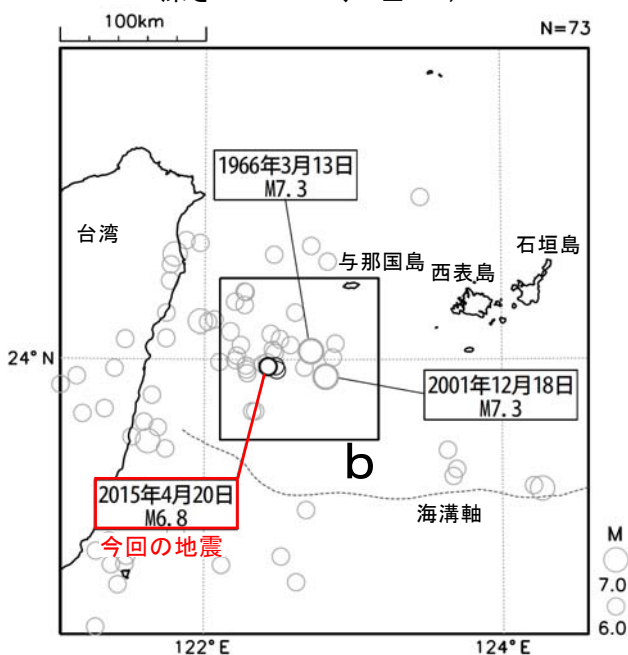 100km
N=73
1966年3月13日
M7.3
台湾
与那国島
石垣島
西表島
24°N
2001年12月18日
M7.3
b
2015年4月20日
M6.8
今回の地震
海溝軸
M
7.0
6.0
122°E
124°E